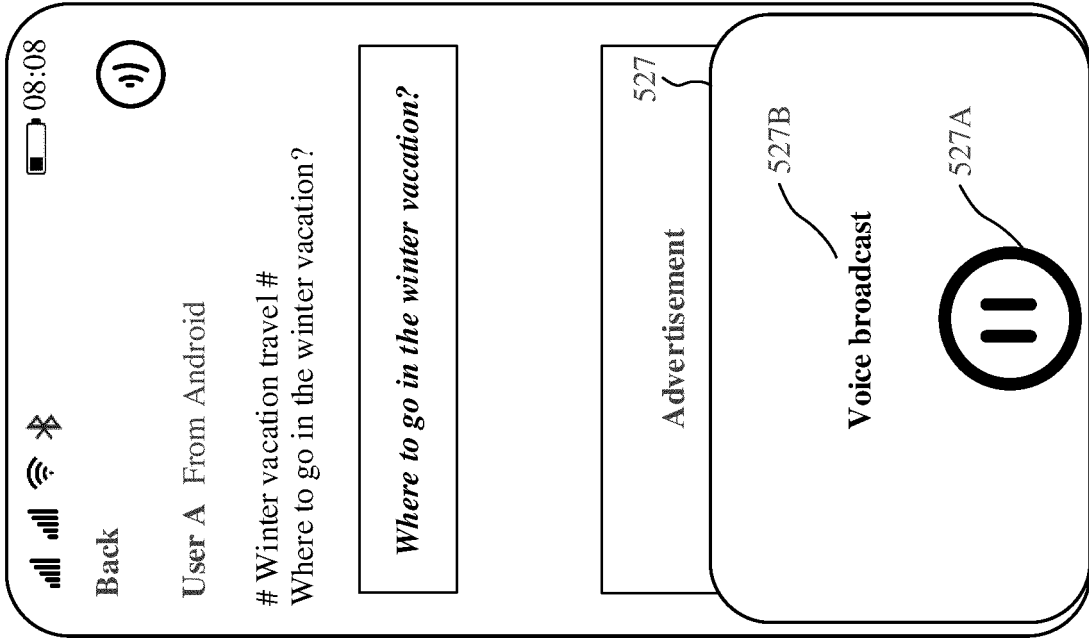 08:08
Back
User A From Android
# Winter vacation travel #
Where to go in the winter vacation?
Where to go in the winter vacation?
Advertisement
527
527B
Voice broadcast
527A